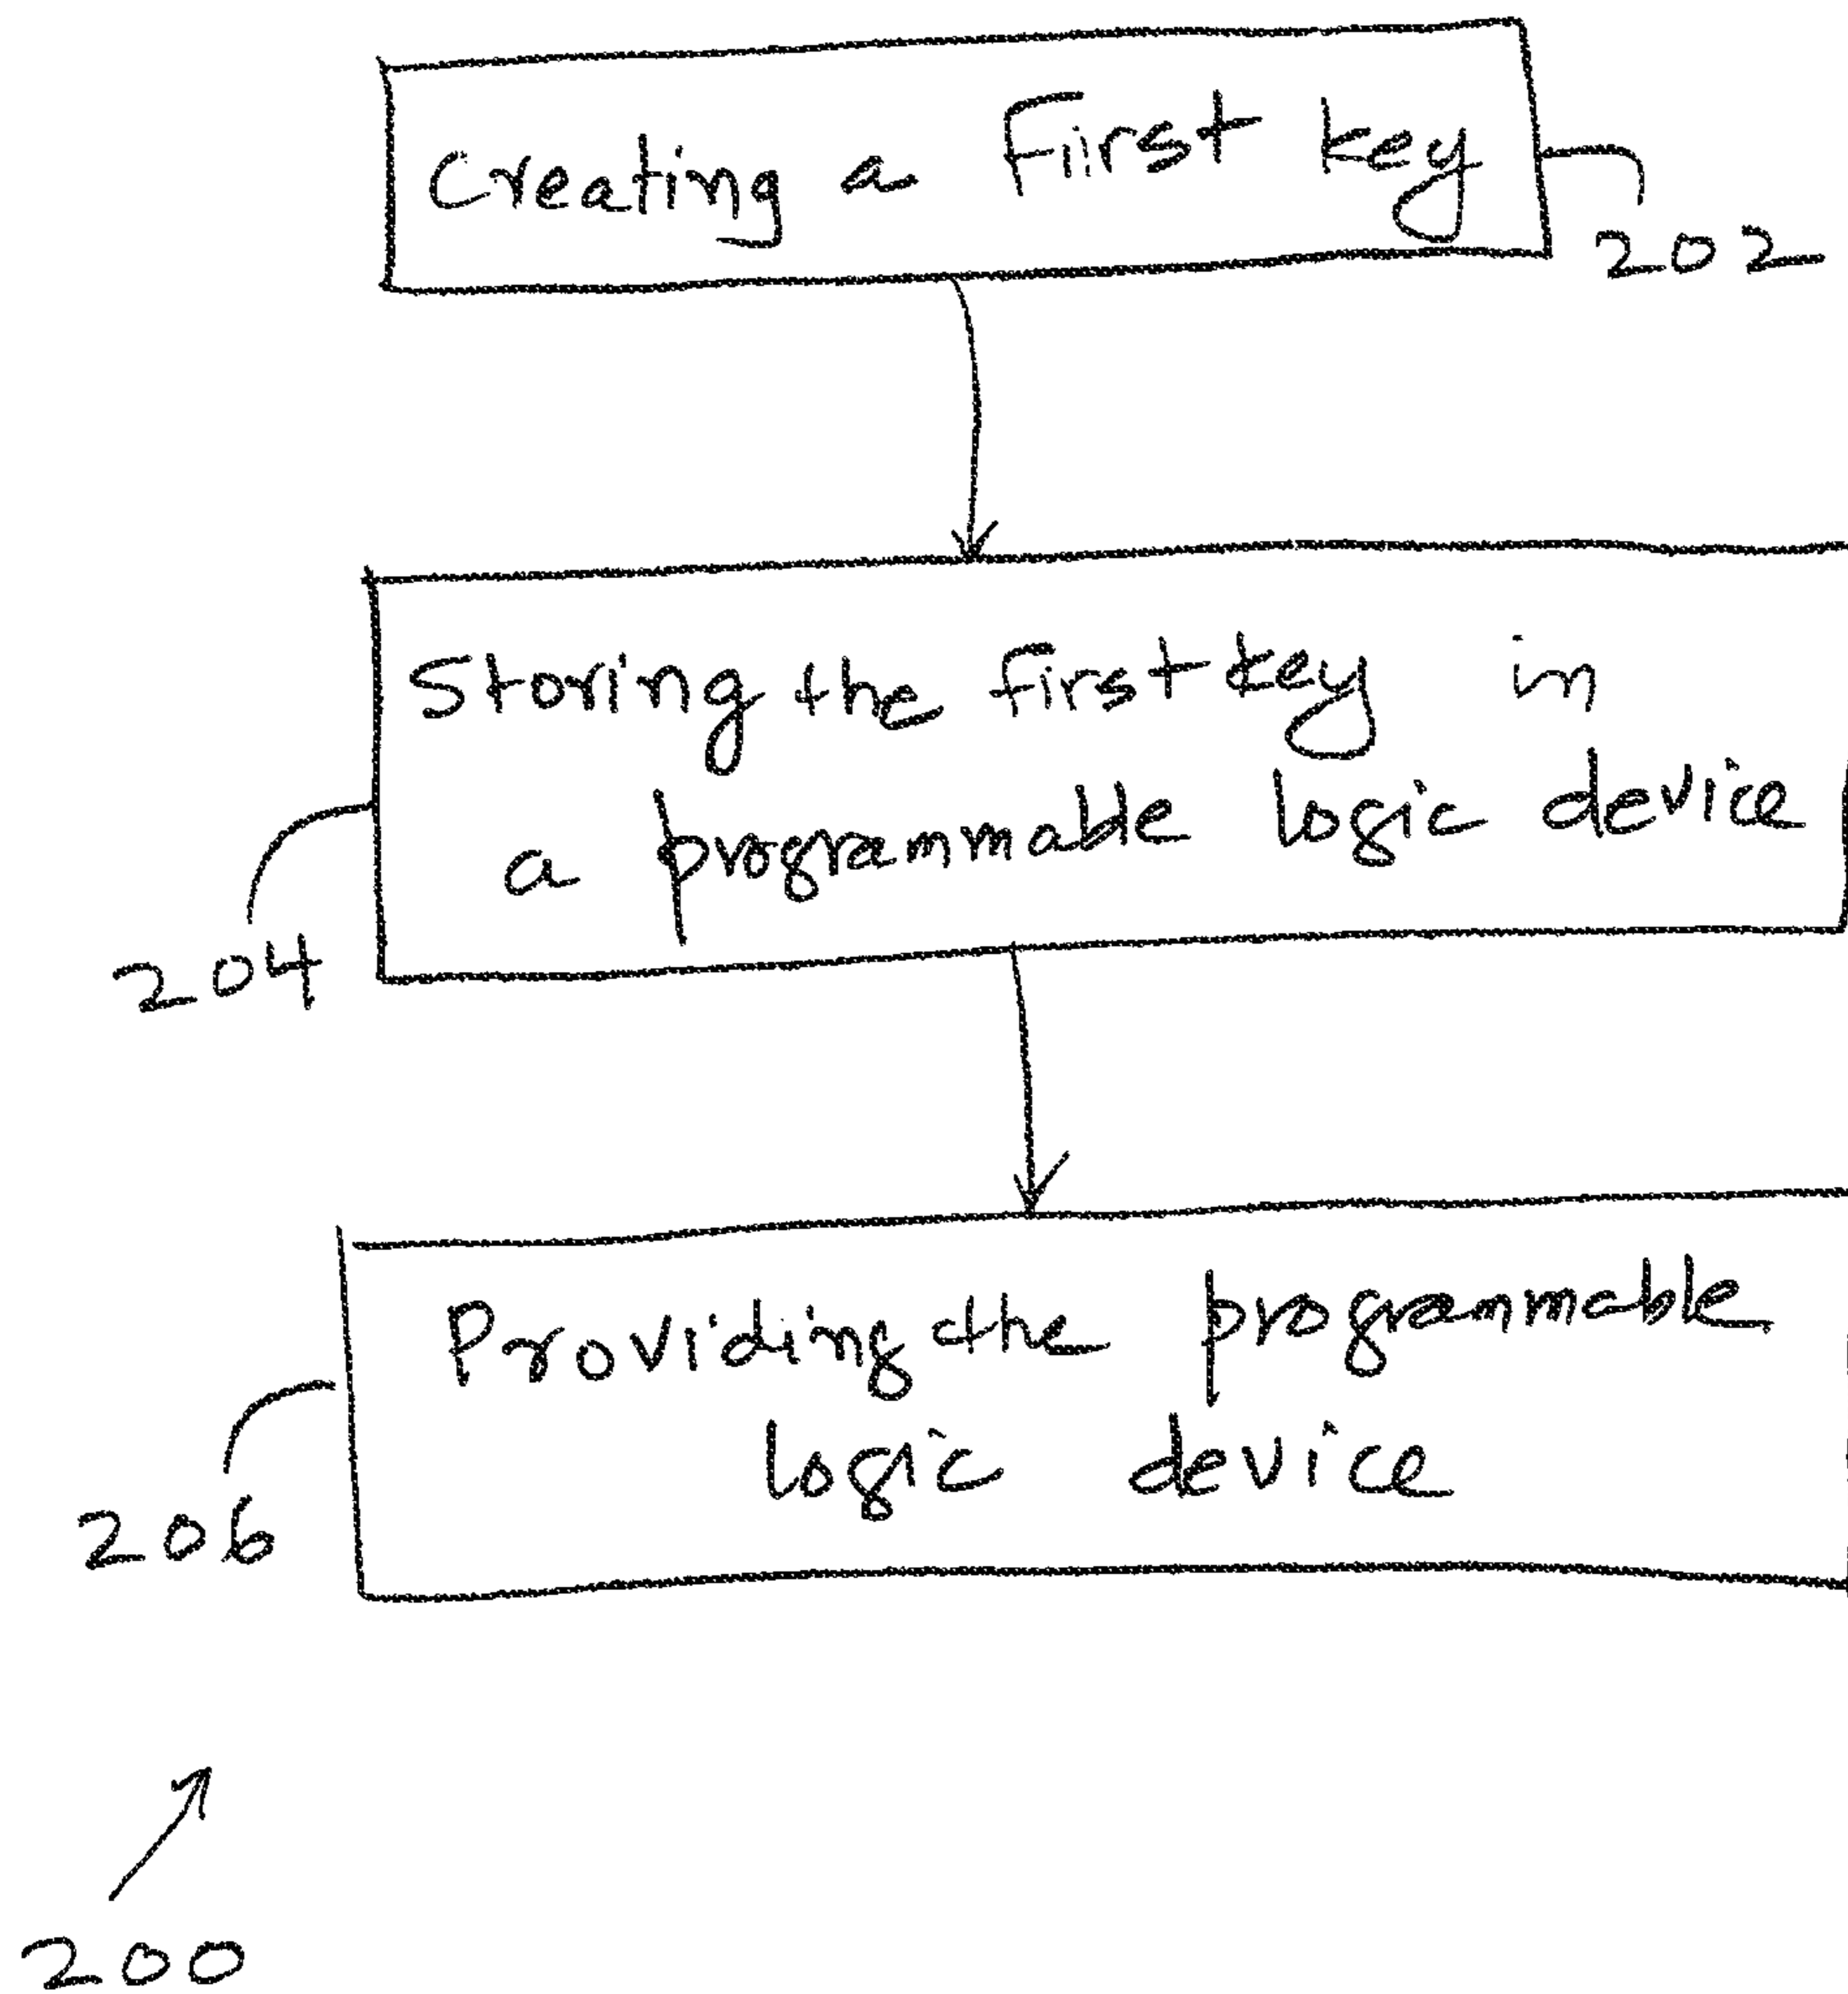 Creating a First key
202
Storing the first key in
a programmable logic device
204
Providing the programmable
logic device
206
200